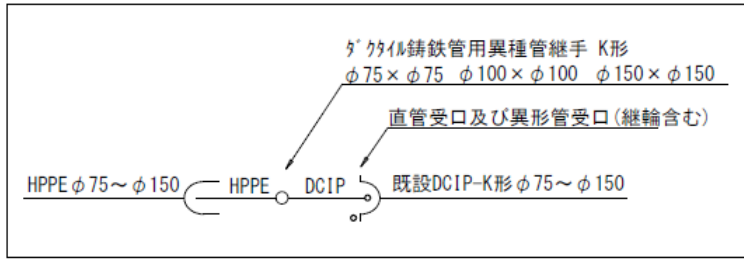 ダクタイル鋳鉄管用異種管継手 K形
φ75×φ75 φ100×φ100 φ150×φ150
直管受口及び異形管受口(継輪含む)
HPPEφ75～φ150 HPPE DCIP 既設DCIP-K形φ75～φ150